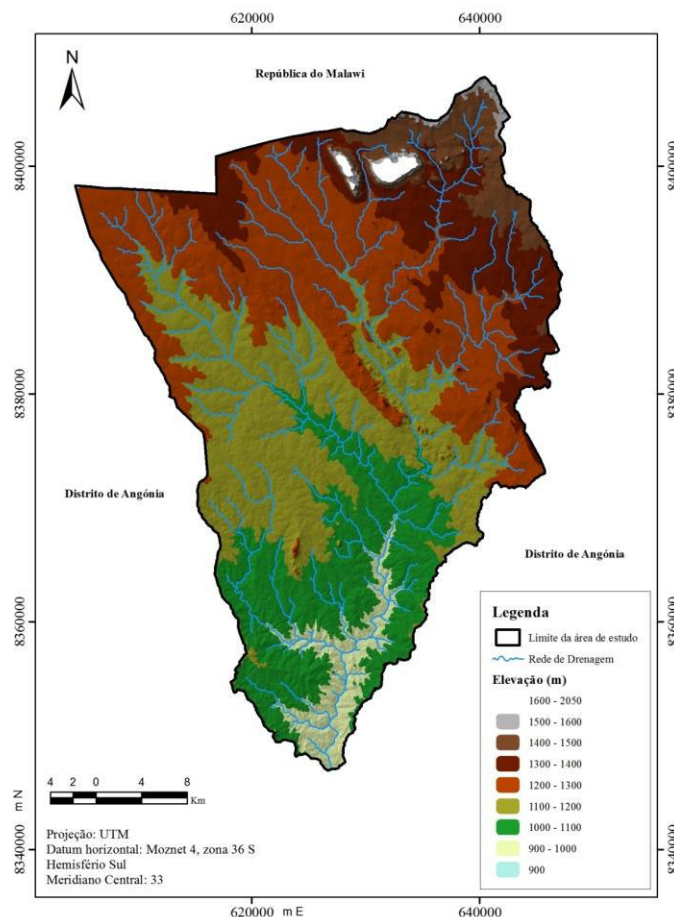 620000
640000
N
República do Malawi
8400000
8400000
8380000
8380000
Distrito de Angónia
Distrito de Angónia
8360000
8360000
Legenda
Limite da área de estudo
Rede de Drenagem
Elevação (m)
1600 - 2050
1500 - 1600
1400 - 1500
1300 - 1400
1200 - 1300
1100 - 1200
1000 - 1100
900 - 1000
900
4 2 0 4 8
Km
m N
Projeção: UTM
Datum horizontal: Moznet 4, zona 36 S
Hemisfério Sul
Meridiano Central: 33
8340000
8340000
620000
m E
640000